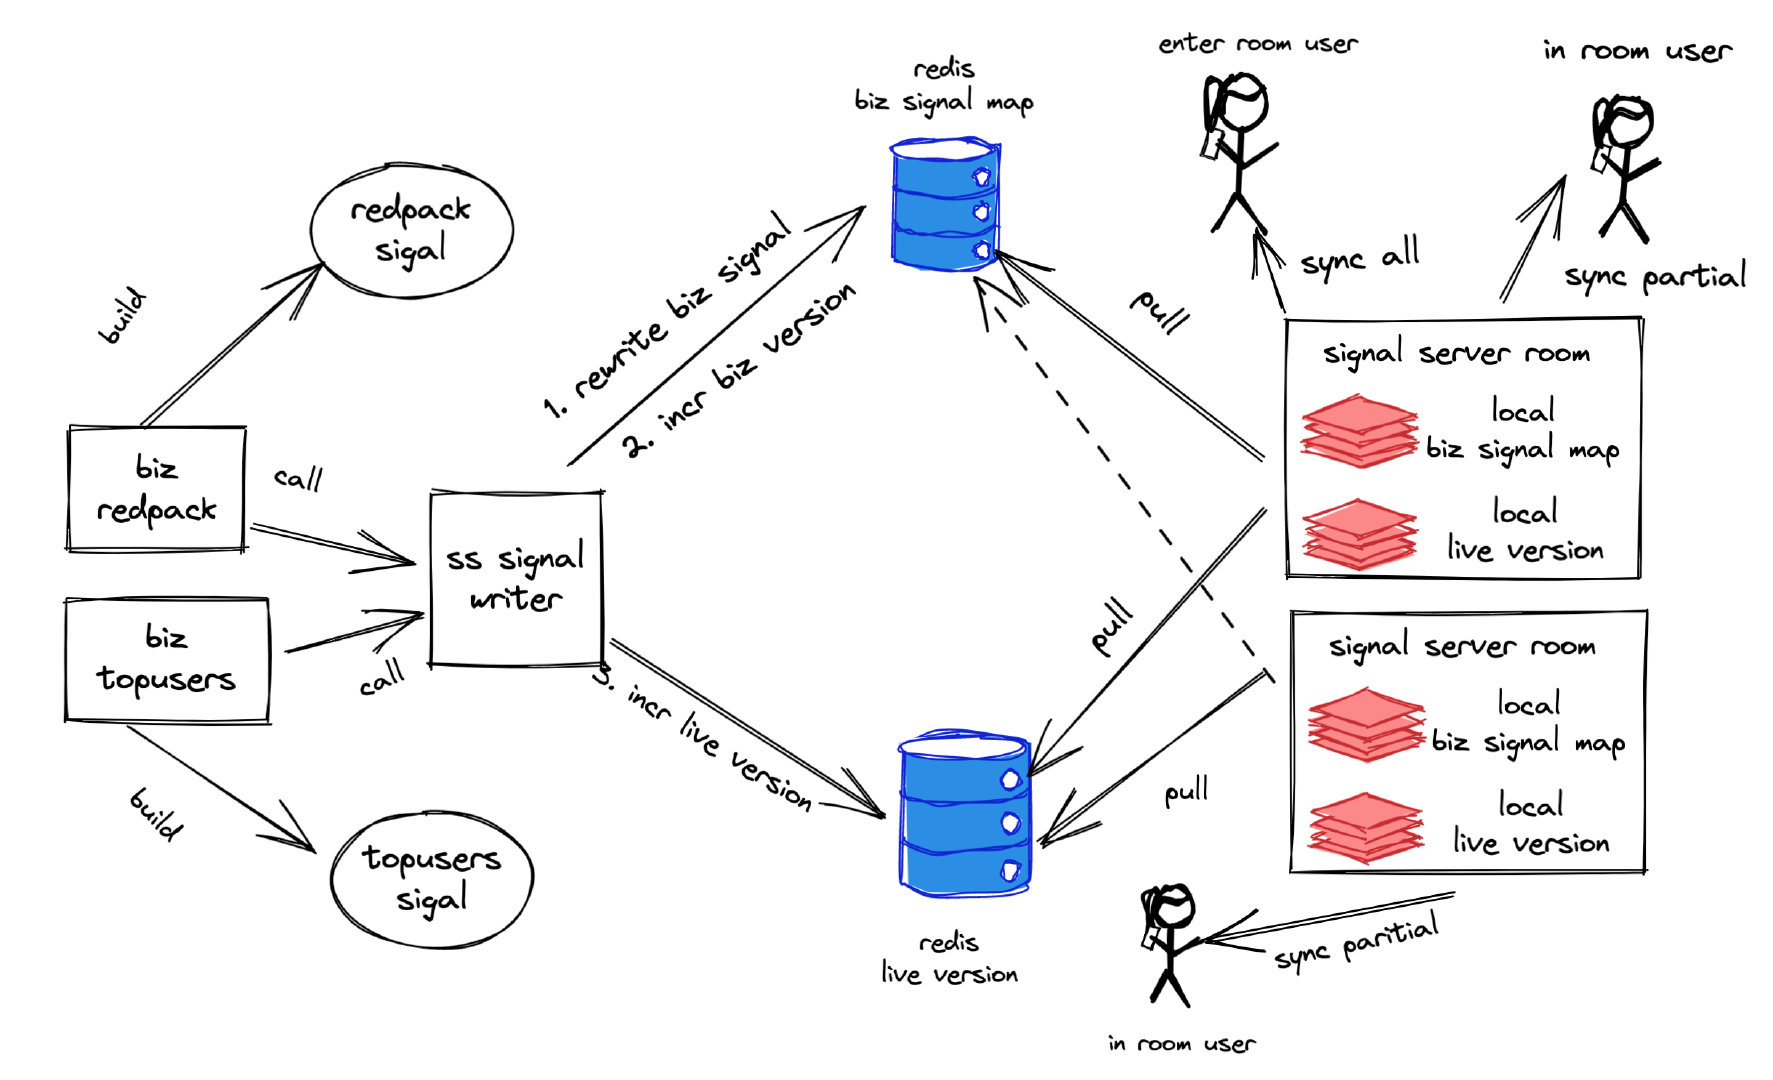 enter room user
in room user
redis
biz signal map
redpack
sigal
sync all
sync partial
build
1. rewrite biz signal
2. incr biz version
pull
signal server room
local
biz signal map
local
live version
biz
redpack
call
ss signal
writer
biz
topusers
call
pull
3. incr live version
pull
signal server room
local
biz signal map
local
live version
build
topusers
sigal
redis
live version
sync paritial
in room user